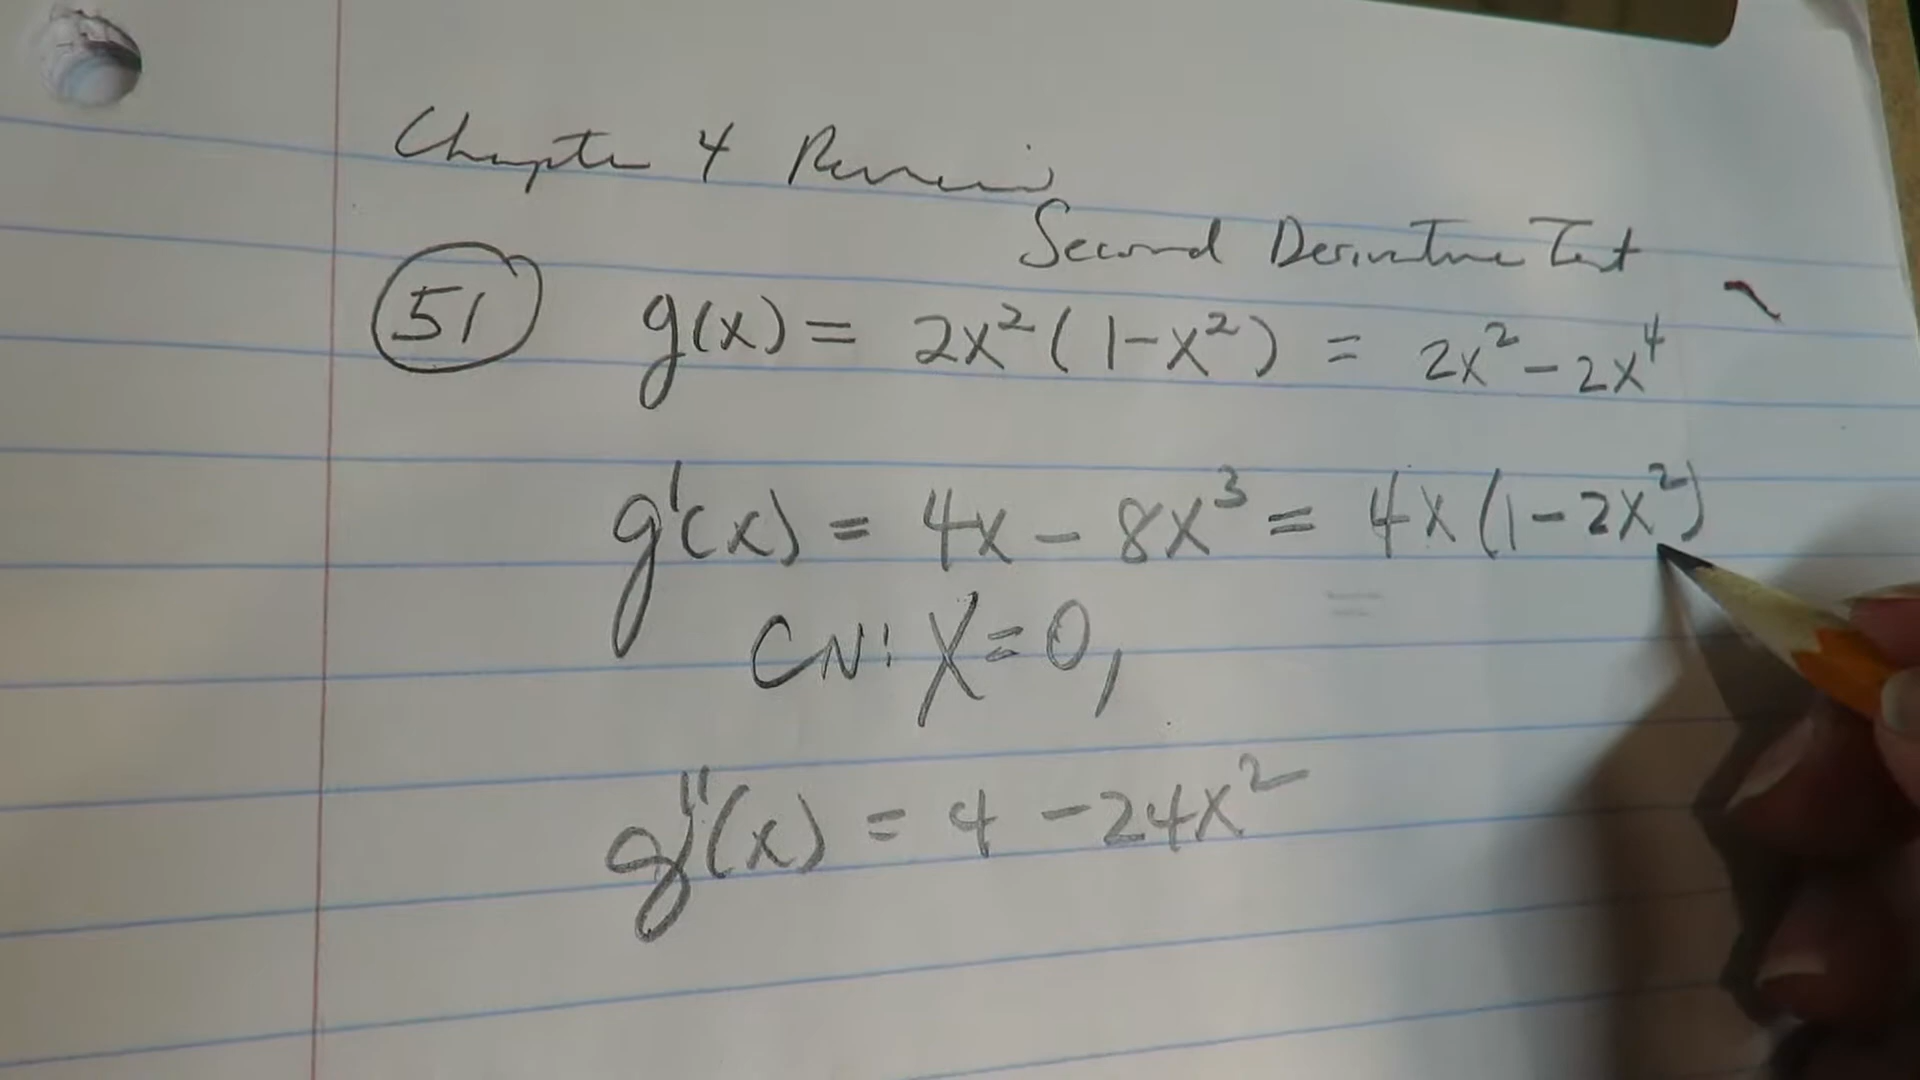 Chapter 4 Review
Second Derivative Test
51 g(x) = 2x²(1-x²) = 2x² - 2x⁴
g'(x) = 4x - 8x³ = 4x(1-2x²)
CN: X=0,
g''(x) = 4 - 24x²